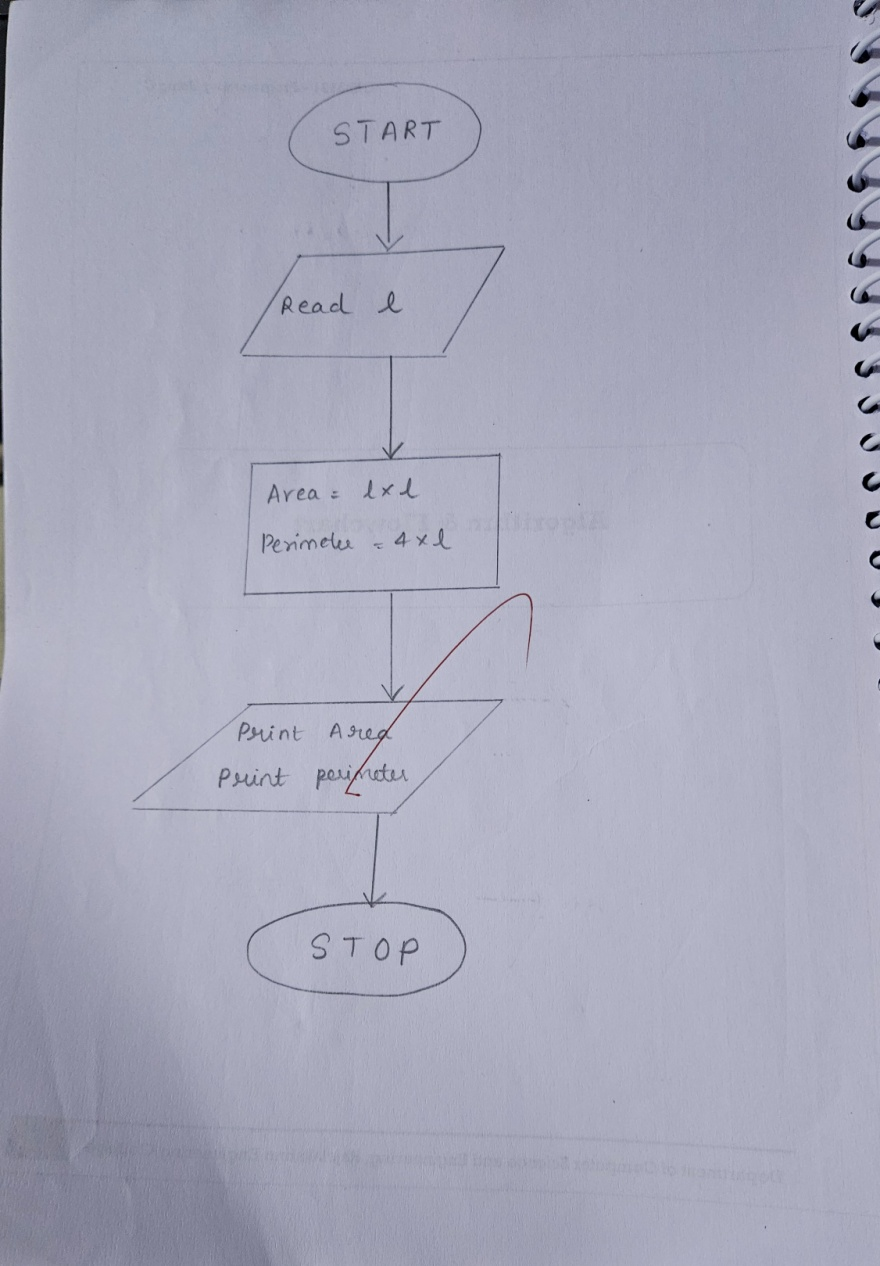 START
Read l
Area = l×l
Perimeter = 4×l
Print Area
Print perimeter
STOP